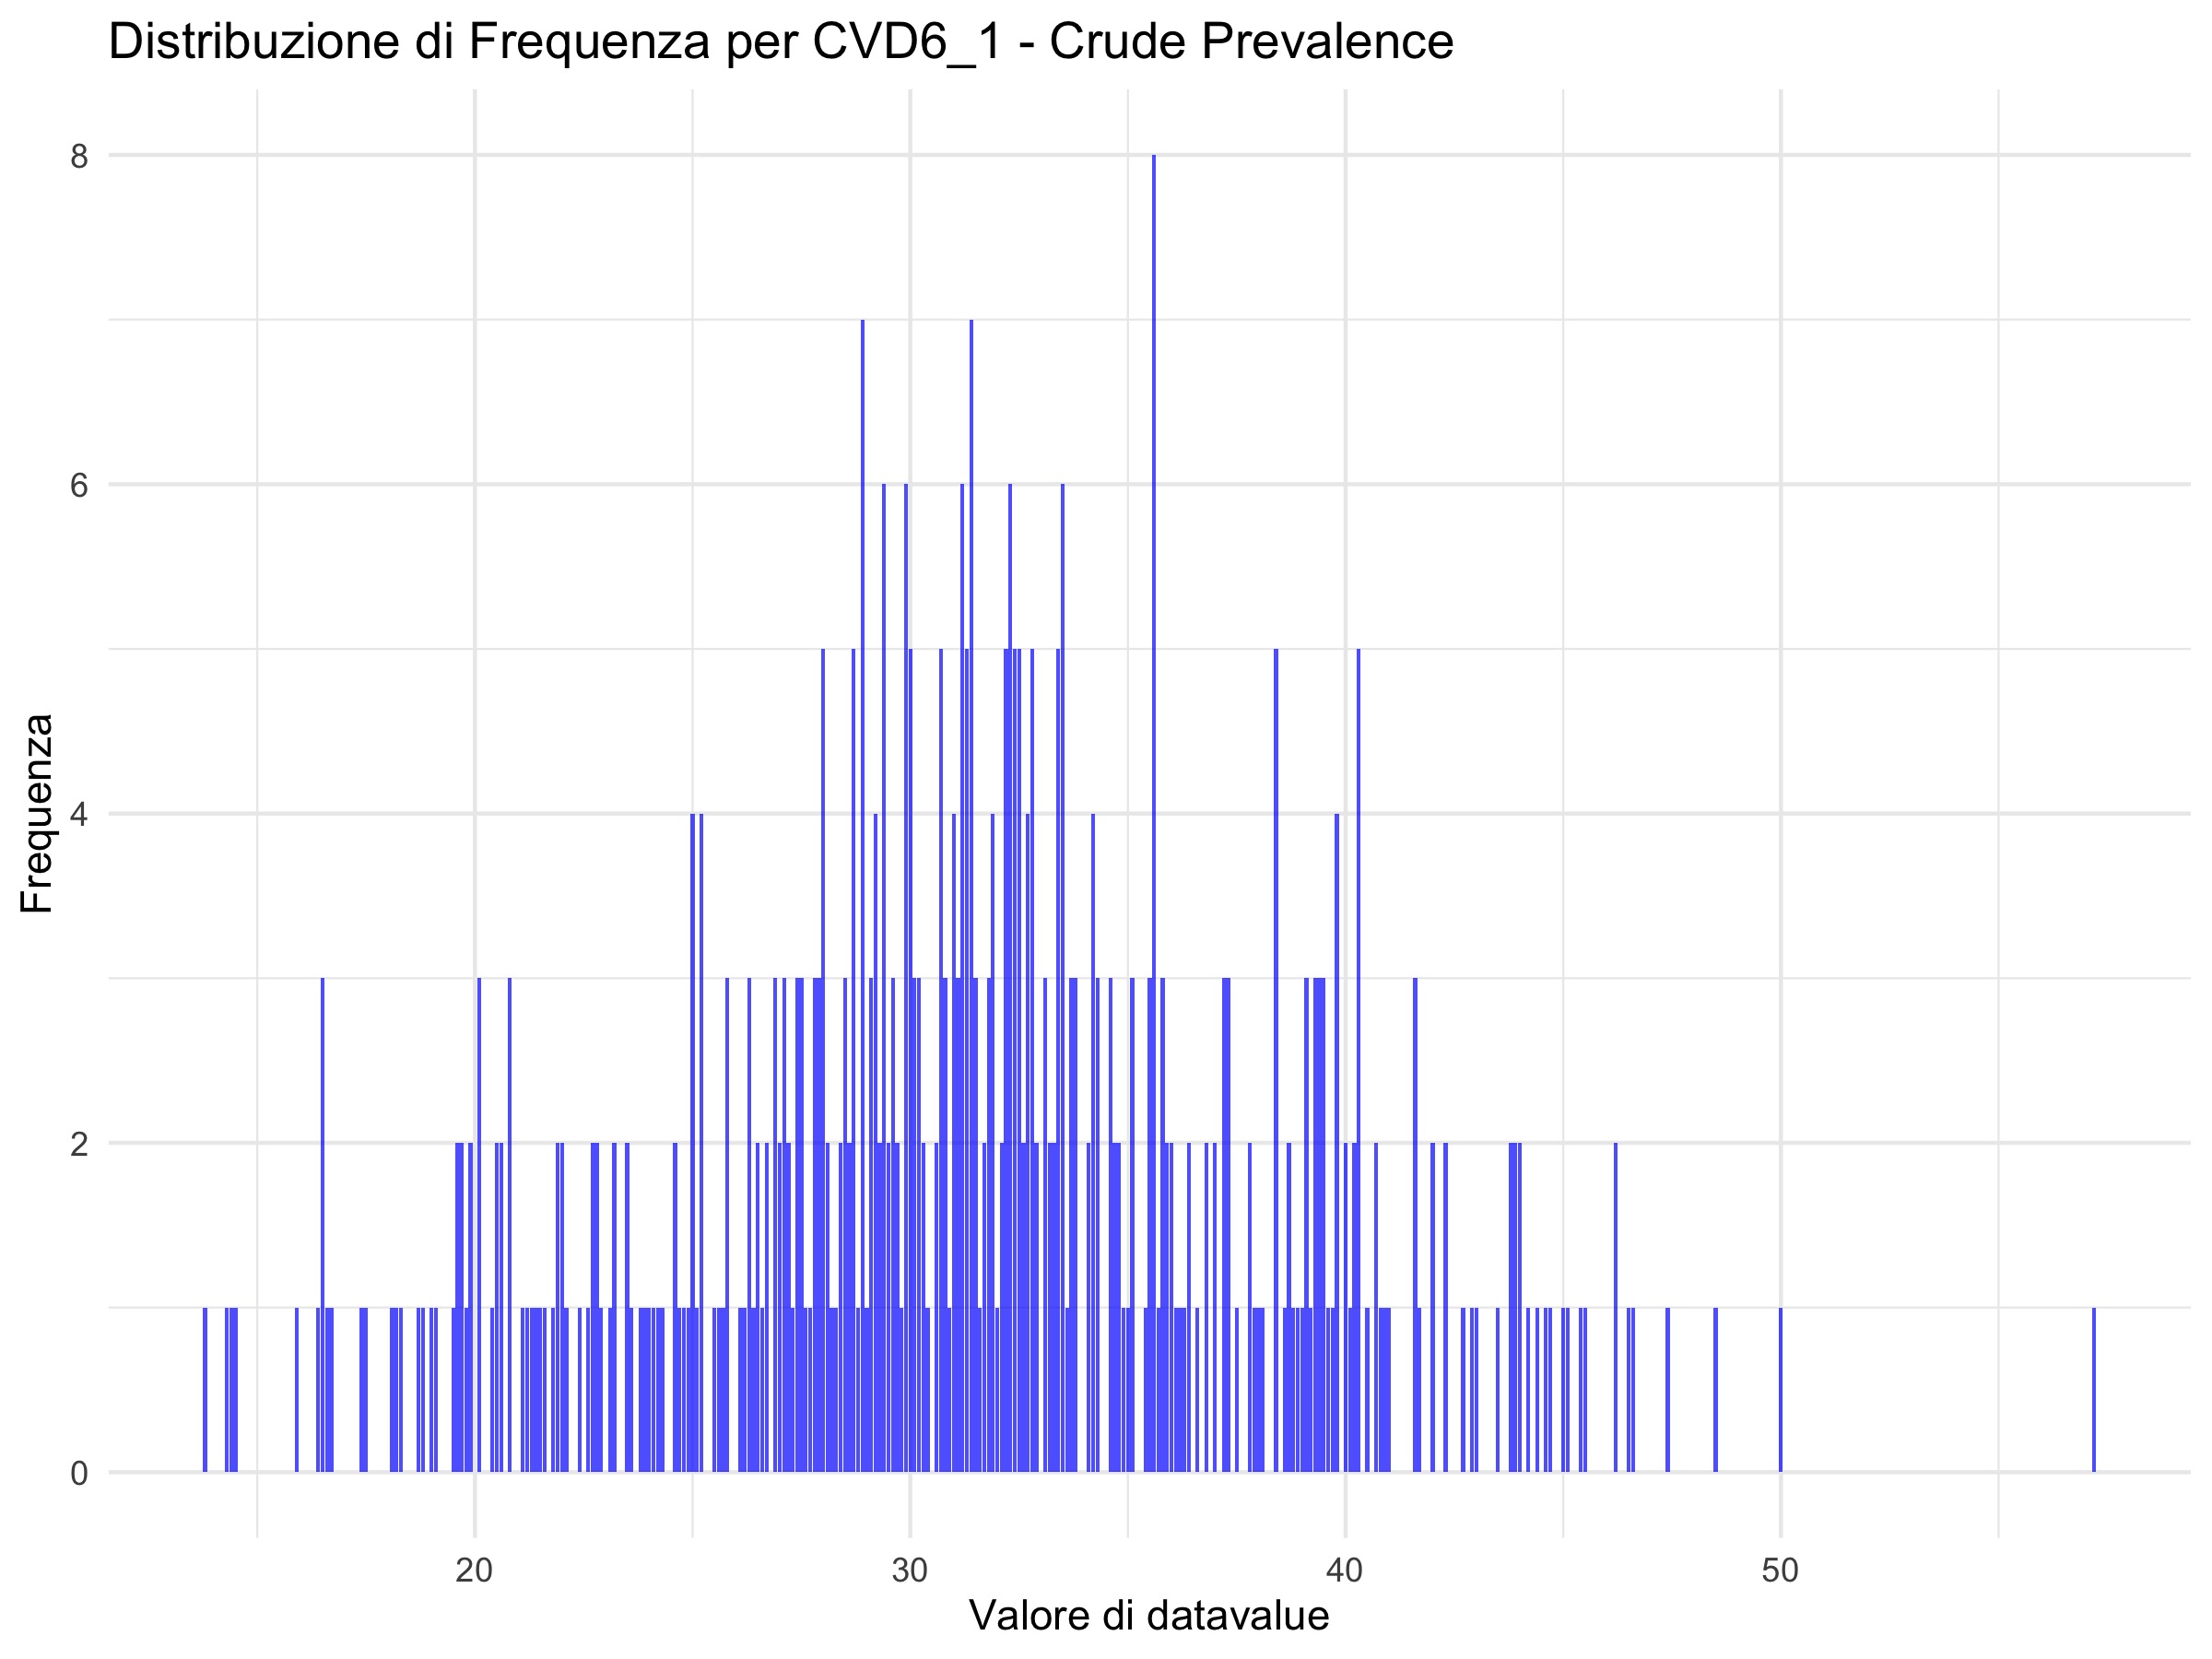 Distribuzione di Frequenza per CVD6_1 - Crude Prevalence
8
6
4
2
0
Frequenza
20 30 40 50
Valore di datavalue